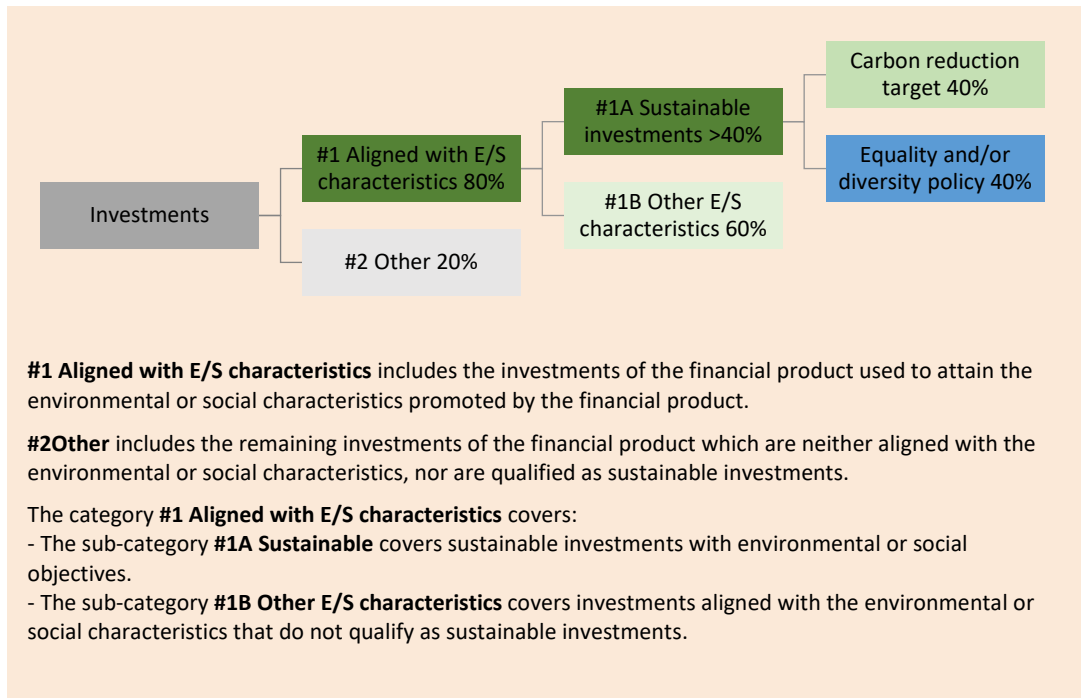 Investments
#1 Aligned with E/S
characteristics 80%
#2 Other 20%
#1A Sustainable
investments >40%
#1B Other E/S
characteristics 60%
Carbon reduction
target 40%
Equality and/or
diversity policy 40%
#1 Aligned with E/S characteristics includes the investments of the financial product used to attain the
environmental or social characteristics promoted by the financial product.
#2Other includes the remaining investments of the financial product which are neither aligned with the
environmental or social characteristics, nor are qualified as sustainable investments.
The category #1 Aligned with E/S characteristics covers:
- The sub-category #1A Sustainable covers sustainable investments with environmental or social
objectives.
- The sub-category #1B Other E/S characteristics covers investments aligned with the environmental or
social characteristics that do not qualify as sustainable investments.